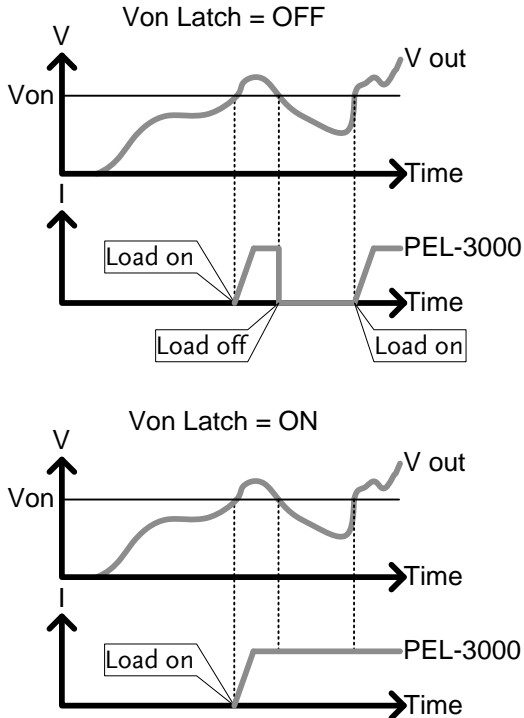 Von Latch = OFF
V
V out
Von
Time
I
PEL-3000
Load on
Time
Load off
Load on
Von Latch = ON
V
V out
Von
Time
I
PEL-3000
Load on
Time